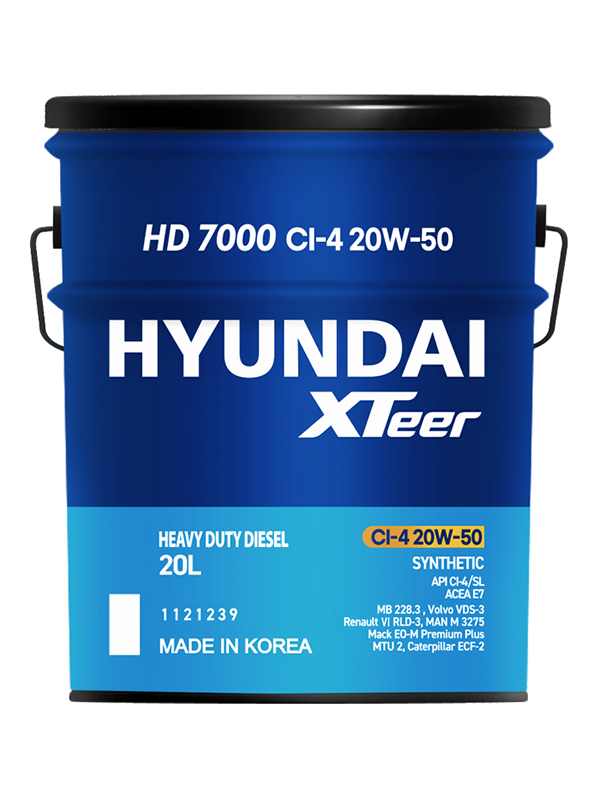 HD 7000 CI-4 20W-50
HYUNDAI
XTeer
HEAVY DUTY DIESEL
20L
1121239
MADE IN KOREA
CI-4 20W-50
SYNTHETIC
API CI-4/SL
ACEA E7
MB 228.3 , Volvo VDS-3
Renault VI RLD-3, MAN M 3275
Mack EO-M Premium Plus
MTU 2, Caterpillar ECF-2